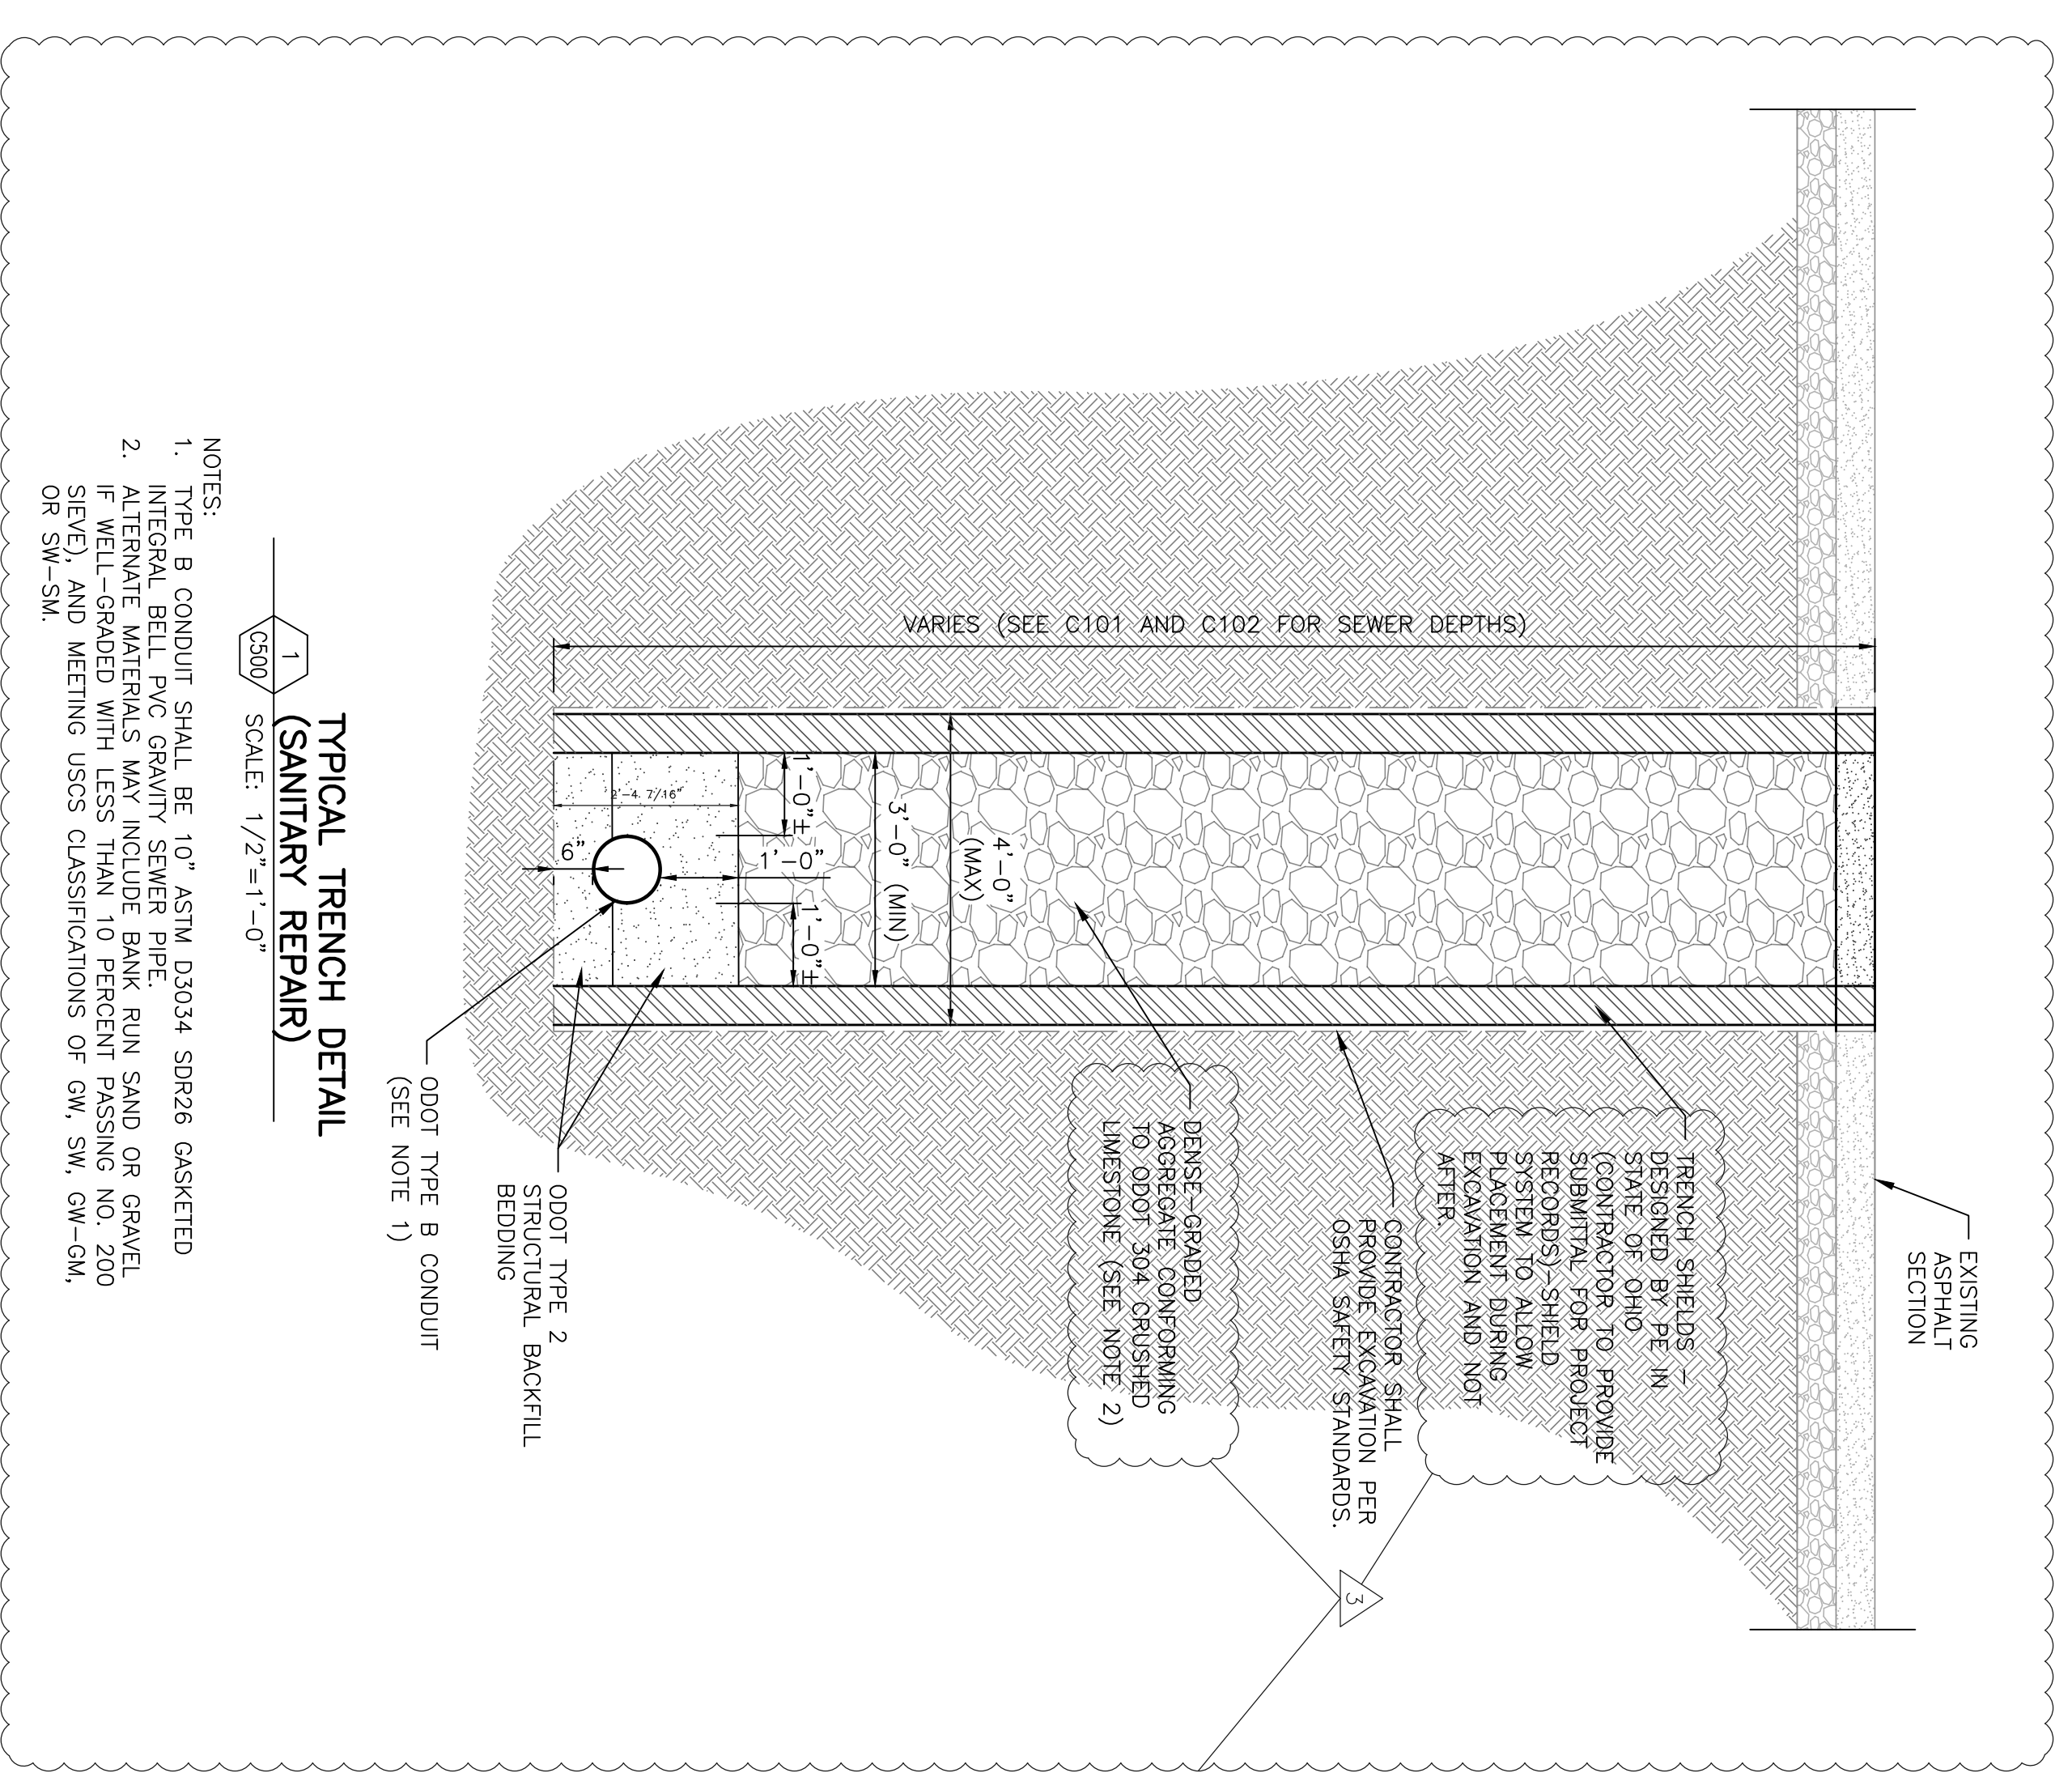 EXISTING
ASPHALT
SECTION
TRENCH SHIELDS –
DESIGNED BY PE IN
STATE OF OHIO
(CONTRACTOR TO PROVIDE
SUBMITTAL FOR PROJECT
RECORDS)–SHIELD
SYSTEM TO ALLOW
PLACEMENT DURING
EXCAVATION AND NOT
AFTER.
CONTRACTOR SHALL
PROVIDE EXCAVATION PER
OSHA SAFETY STANDARDS.
3
DENSE–GRADED
AGGREGATE CONFORMING
TO ODOT 304 CRUSHED
LIMESTONE (SEE NOTE 2)
VARIES (SEE C101 AND C102 FOR SEWER DEPTHS)
4'–0"
(MAX)
3'–0" (MIN)
1'–0"±
1'–0"
1'–0"±
2'–4 7/16"
6"
ODOT TYPE 2
STRUCTURAL BACKFILL
BEDDING
ODOT TYPE B CONDUIT
(SEE NOTE 1)
TYPICAL TRENCH DETAIL
(SANITARY REPAIR)
1
C500
SCALE: 1/2"=1'–0"
NOTES:
1. TYPE B CONDUIT SHALL BE 10" ASTM D3034 SDR26 GASKETED
INTEGRAL BELL PVC GRAVITY SEWER PIPE.
2. ALTERNATE MATERIALS MAY INCLUDE BANK RUN SAND OR GRAVEL
IF WELL–GRADED WITH LESS THAN 10 PERCENT PASSING NO. 200
SIEVE), AND MEETING USCS CLASSIFICATIONS OF GW, SW, GW–GM,
OR SW–SM.